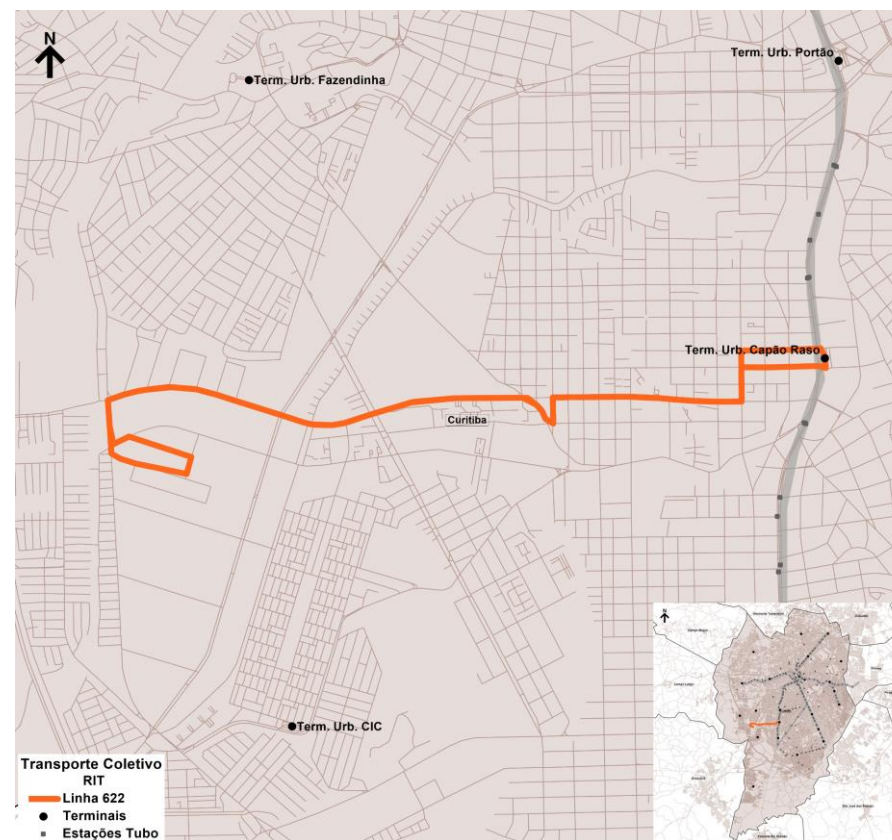 N
Term. Urb. Portão
Term. Urb. Fazendinha
Term. Urb. Capão Raso
Curitiba
Term. Urb. CIC
Transporte Coletivo
RIT
Linha 622
Terminais
Estações Tubo
N